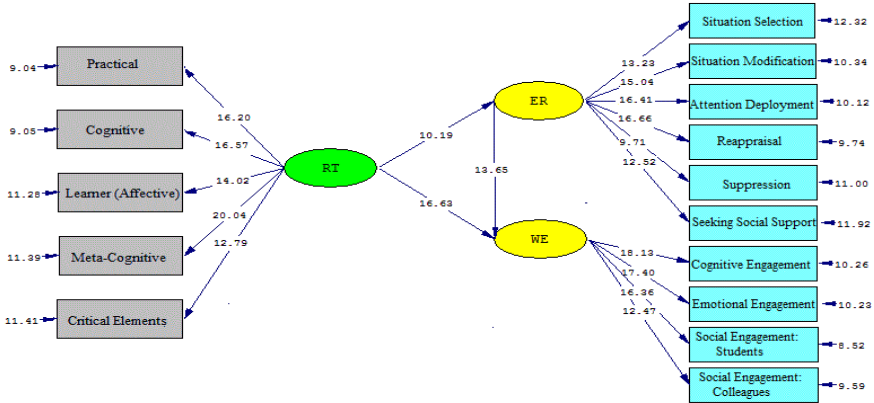 9.04
Practical
9.05
Cognitive
11.28
Learner (Affective)
11.39
Meta-Cognitive
11.41
Critical Elements
16.20
16.57
14.02
20.04
12.79
RT
10.19
16.63
ER
13.65
WE
13.23
15.04
16.41
16.66
9.71
12.52
18.13
17.40
16.36
12.47
Situation Selection
12.32
Situation Modification
10.34
Attention Deployment
10.12
Reappraisal
9.74
Suppression
11.00
Seeking Social Support
11.92
Cognitive Engagement
10.26
Emotional Engagement
10.23
Social Engagement:
Students
8.52
Social Engagement:
Colleagues
9.59